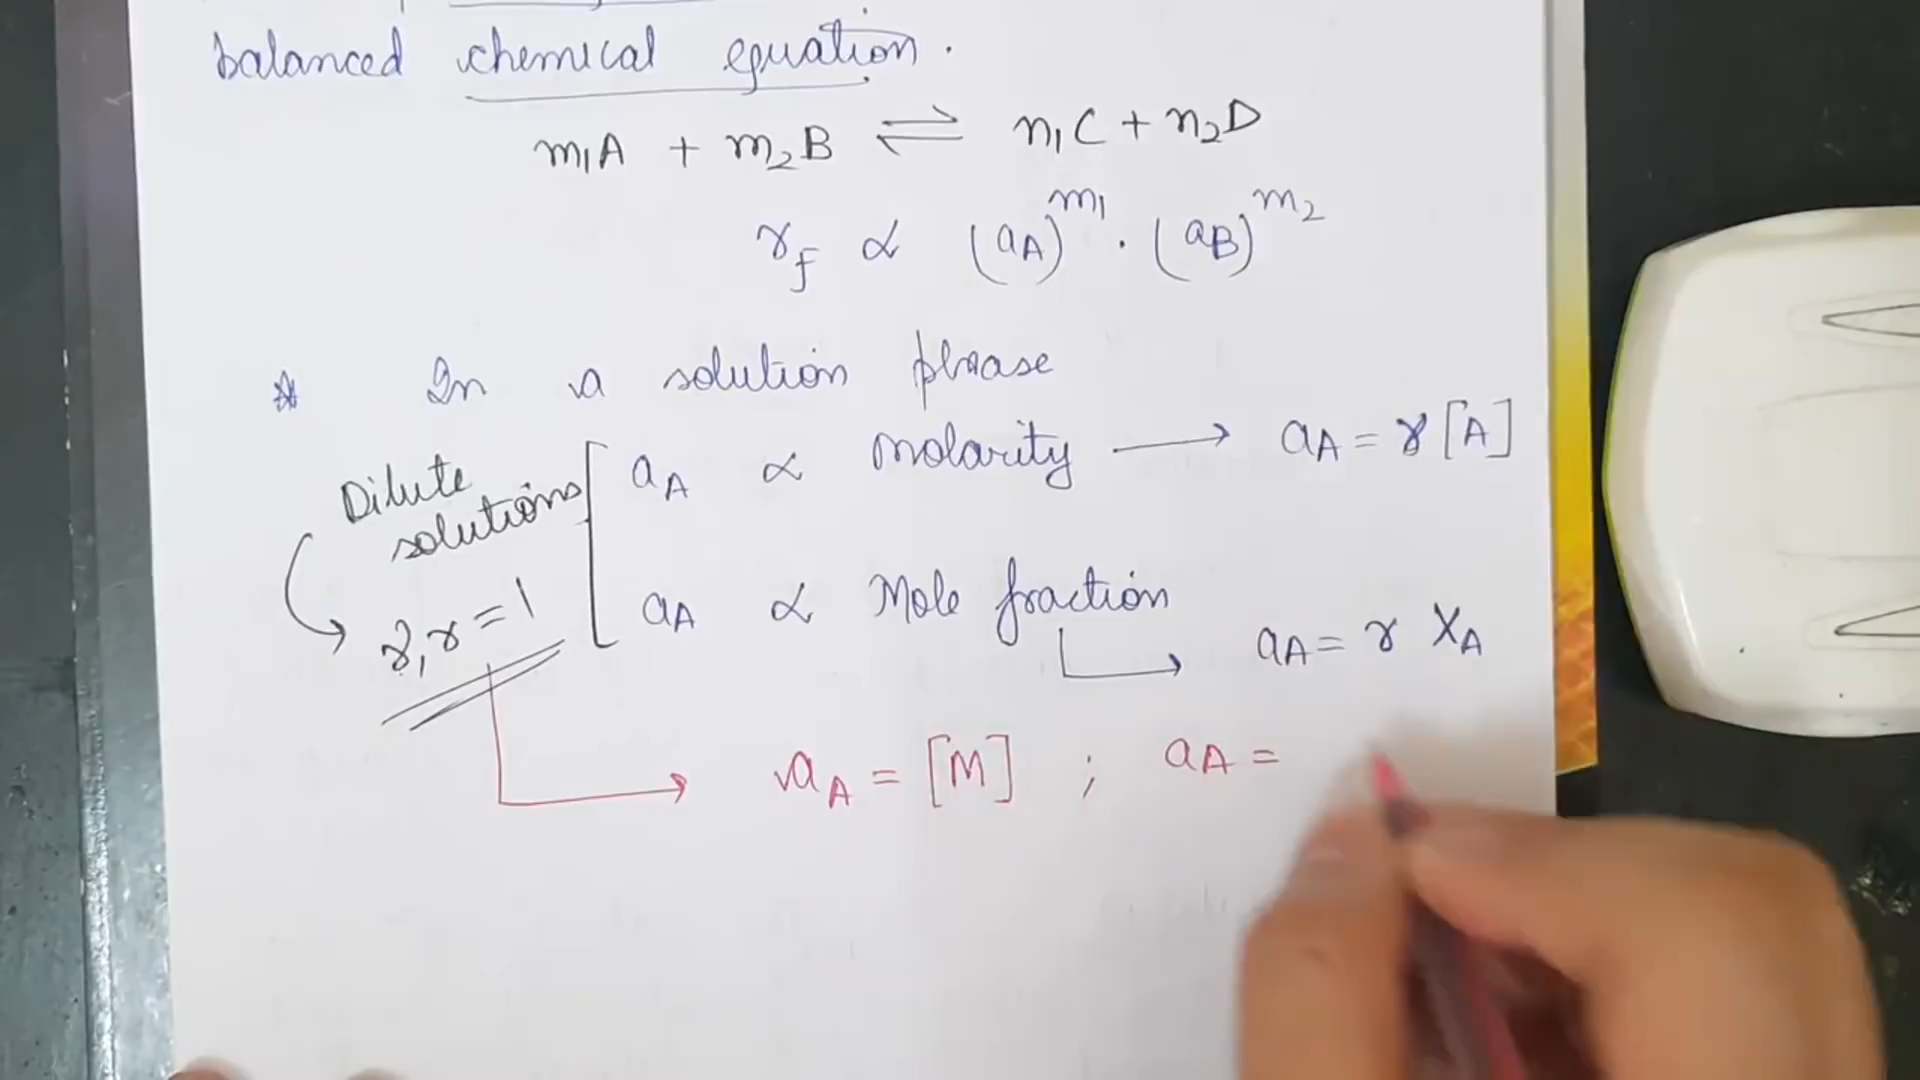 balanced chemical equation.
m₁A + m₂B ⇌ n₁C + n₂D
r_f ∝ (a_A)^m₁ · (a_B)^m₂
In a solution phase
Dilute solutions
a_A ∝ Molarity → a_A = γ [A]
a_A ∝ Mole fraction
γ, γ = 1
a_A = γ X_A
a_A = [M] ; a_A =